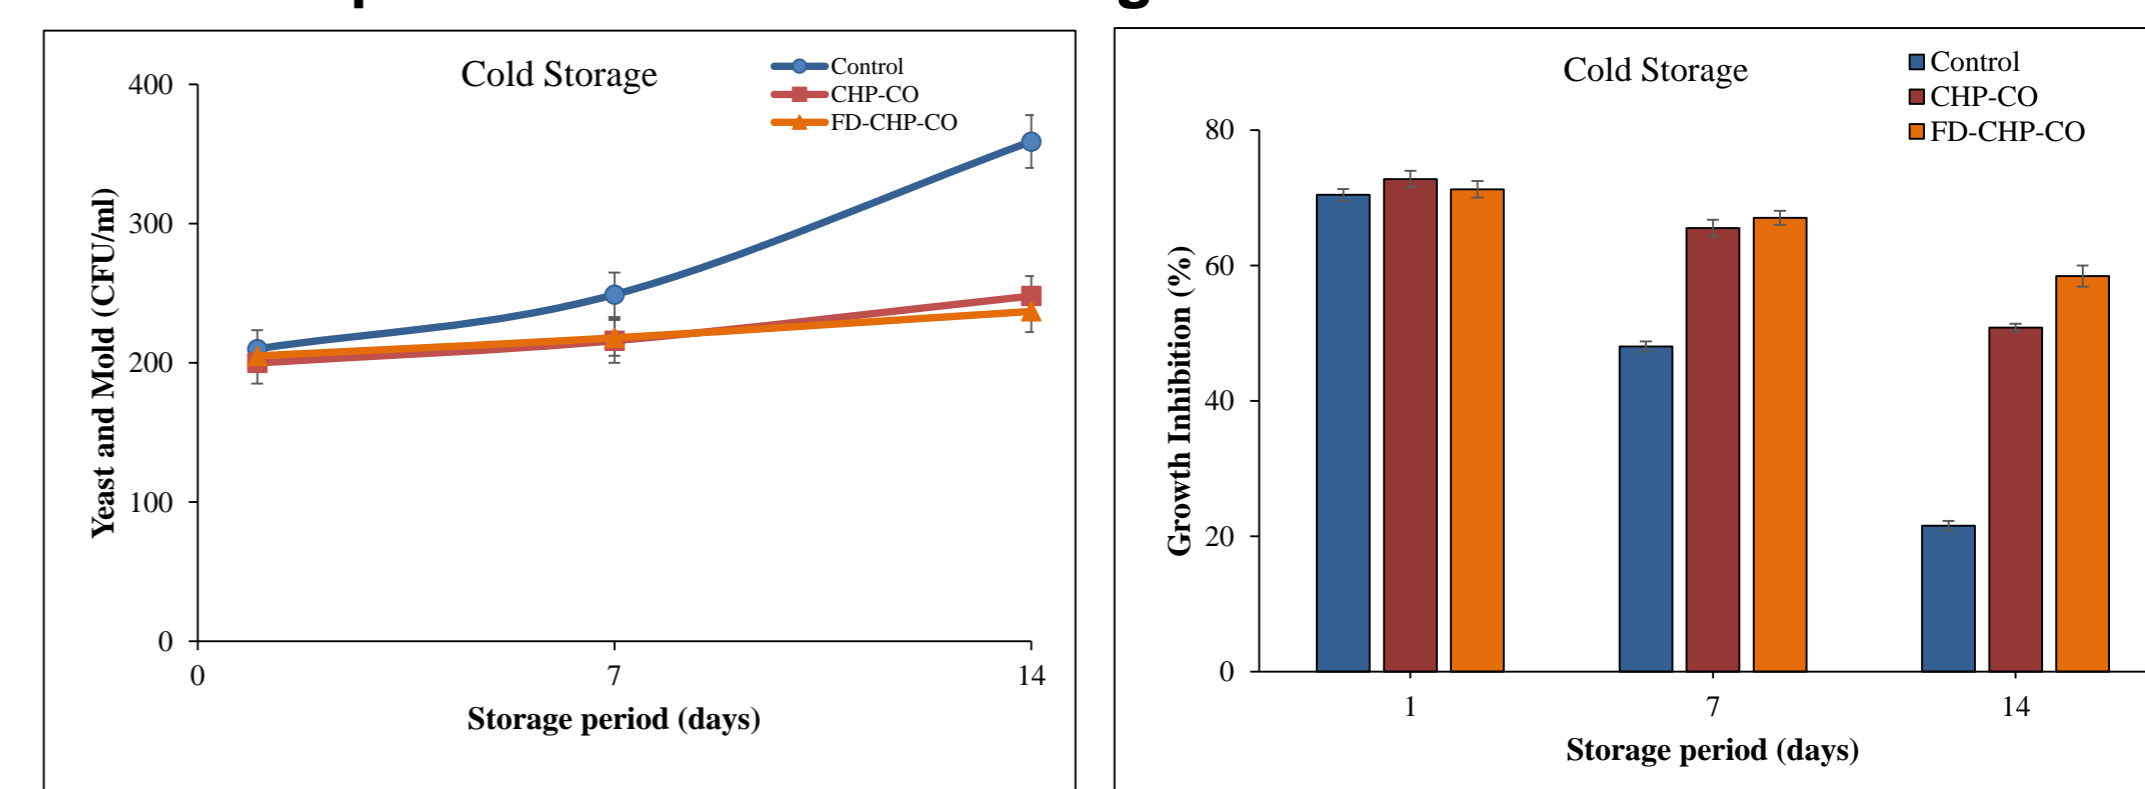 Cold Storage
Control
CHP-CO
FD-CHP-CO
400
300
200
100
0
Yeast and Mold (CFU/ml)
0 7 14
Storage period (days)
Cold Storage
Control
CHP-CO
FD-CHP-CO
80
60
40
20
0
Growth Inhibition (%)
1 7 14
Storage period (days)